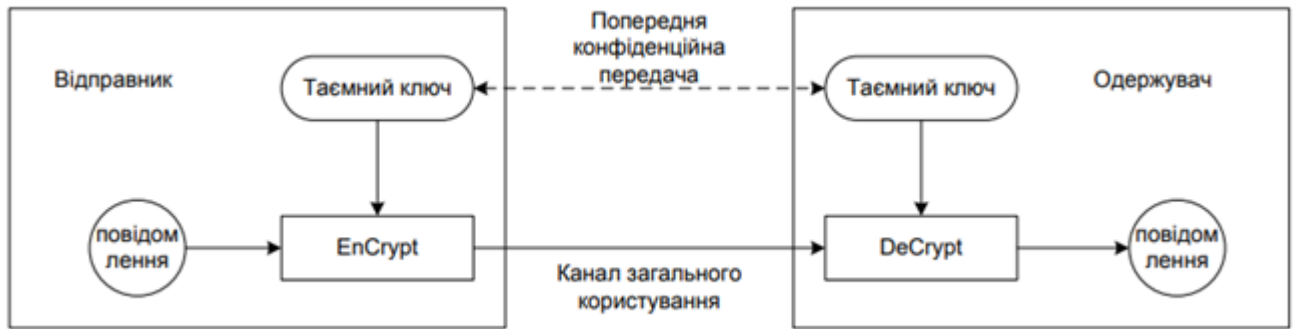 Попередня
конфіденційна
передача
Відправник
Таємний ключ
Таємний ключ
Одержувач
повідом
лення
EnCrypt
DeCrypt
повідом
лення
Канал загального
користування